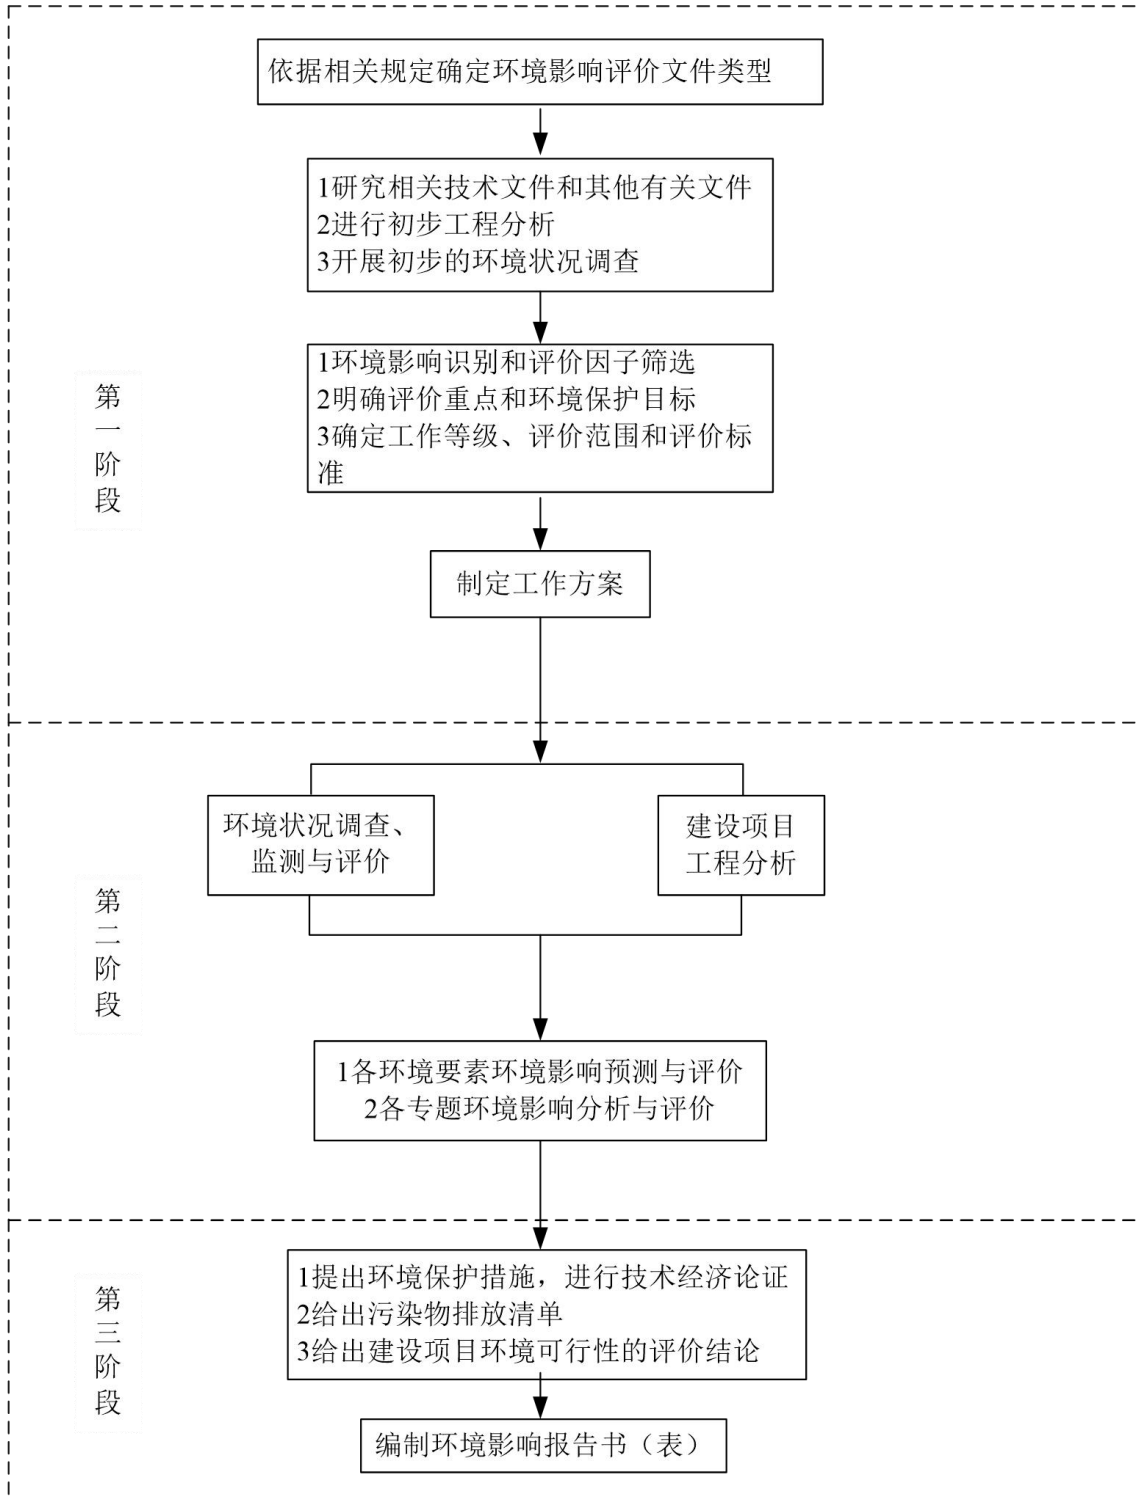 依据相关规定确定环境影响评价文件类型
1研究相关技术文件和其他有关文件
2进行初步工程分析
3开展初步的环境状况调查
1环境影响识别和评价因子筛选
2明确评价重点和环境保护目标
3确定工作等级、评价范围和评价标
准
第
一
阶
段
制定工作方案
环境状况调查、
监测与评价
建设项目
工程分析
第
二
阶
段
1各环境要素环境影响预测与评价
2各专题环境影响分析与评价
1提出环境保护措施，进行技术经济论证
2给出污染物排放清单
3给出建设项目环境可行性的评价结论
第
三
阶
段
编制环境影响报告书（表）